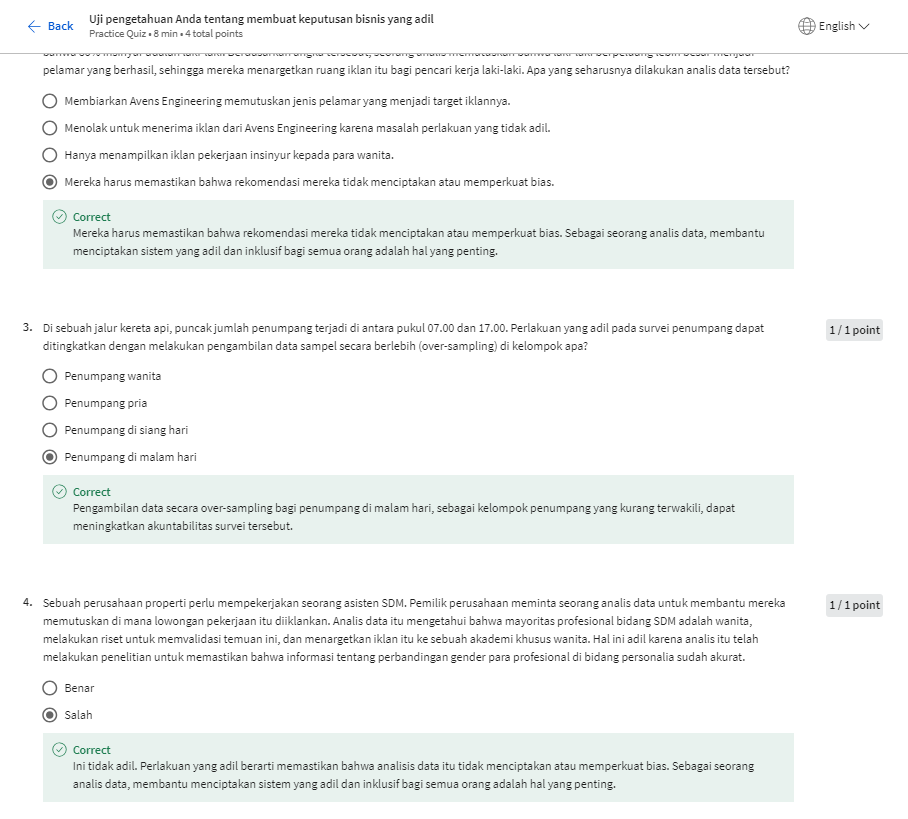 Back
Uji pengetahuan Anda tentang membuat keputusan bisnis yang adil
Practice Quiz • 8 min • 4 total points
English
pelamar yang berhasil, sehingga mereka menargetkan ruang iklan itu bagi pencari kerja laki-laki. Apa yang seharusnya dilakukan analis data tersebut?
Membiarkan Avens Engineering memutuskan jenis pelamar yang menjadi target iklannya.
Menolak untuk menerima iklan dari Avens Engineering karena masalah perlakuan yang tidak adil.
Hanya menampilkan iklan pekerjaan insinyur kepada para wanita.
Mereka harus memastikan bahwa rekomendasi mereka tidak menciptakan atau memperkuat bias.
Correct
Mereka harus memastikan bahwa rekomendasi mereka tidak menciptakan atau memperkuat bias. Sebagai seorang analis data, membantu
menciptakan sistem yang adil dan inklusif bagi semua orang adalah hal yang penting.
3. Di sebuah jalur kereta api, puncak jumlah penumpang terjadi di antara pukul 07.00 dan 17.00. Perlakuan yang adil pada survei penumpang dapat
ditingkatkan dengan melakukan pengambilan data sampel secara berlebih (over-sampling) di kelompok apa?
1 / 1 point
Penumpang wanita
Penumpang pria
Penumpang di siang hari
Penumpang di malam hari
Correct
Pengambilan data secara over-sampling bagi penumpang di malam hari, sebagai kelompok penumpang yang kurang terwakili, dapat
meningkatkan akuntabilitas survei tersebut.
4. Sebuah perusahaan properti perlu mempekerjakan seorang asisten SDM. Pemilik perusahaan meminta seorang analis data untuk membantu mereka
memutuskan di mana lowongan pekerjaan itu diiklankan. Analis data itu mengetahui bahwa mayoritas profesional bidang SDM adalah wanita,
melakukan riset untuk memvalidasi temuan ini, dan menargetkan iklan itu ke sebuah akademi khusus wanita. Hal ini adil karena analis itu telah
melakukan penelitian untuk memastikan bahwa informasi tentang perbandingan gender para profesional di bidang personalia sudah akurat.
1 / 1 point
Benar
Salah
Correct
Ini tidak adil. Perlakuan yang adil berarti memastikan bahwa analisis data itu tidak menciptakan atau memperkuat bias. Sebagai seorang
analis data, membantu menciptakan sistem yang adil dan inklusif bagi semua orang adalah hal yang penting.